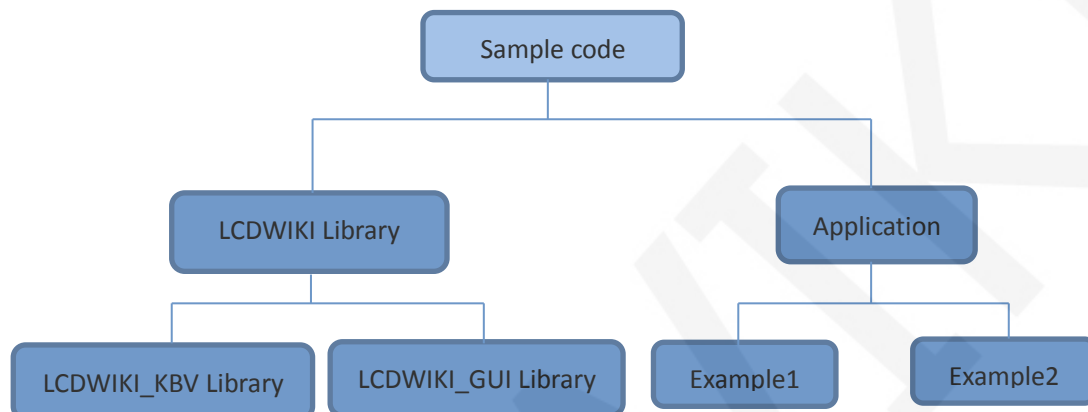 Sample code
LCDWIKI Library
Application
LCDWIKI_KBV Library
LCDWIKI_GUI Library
Example1
Example2